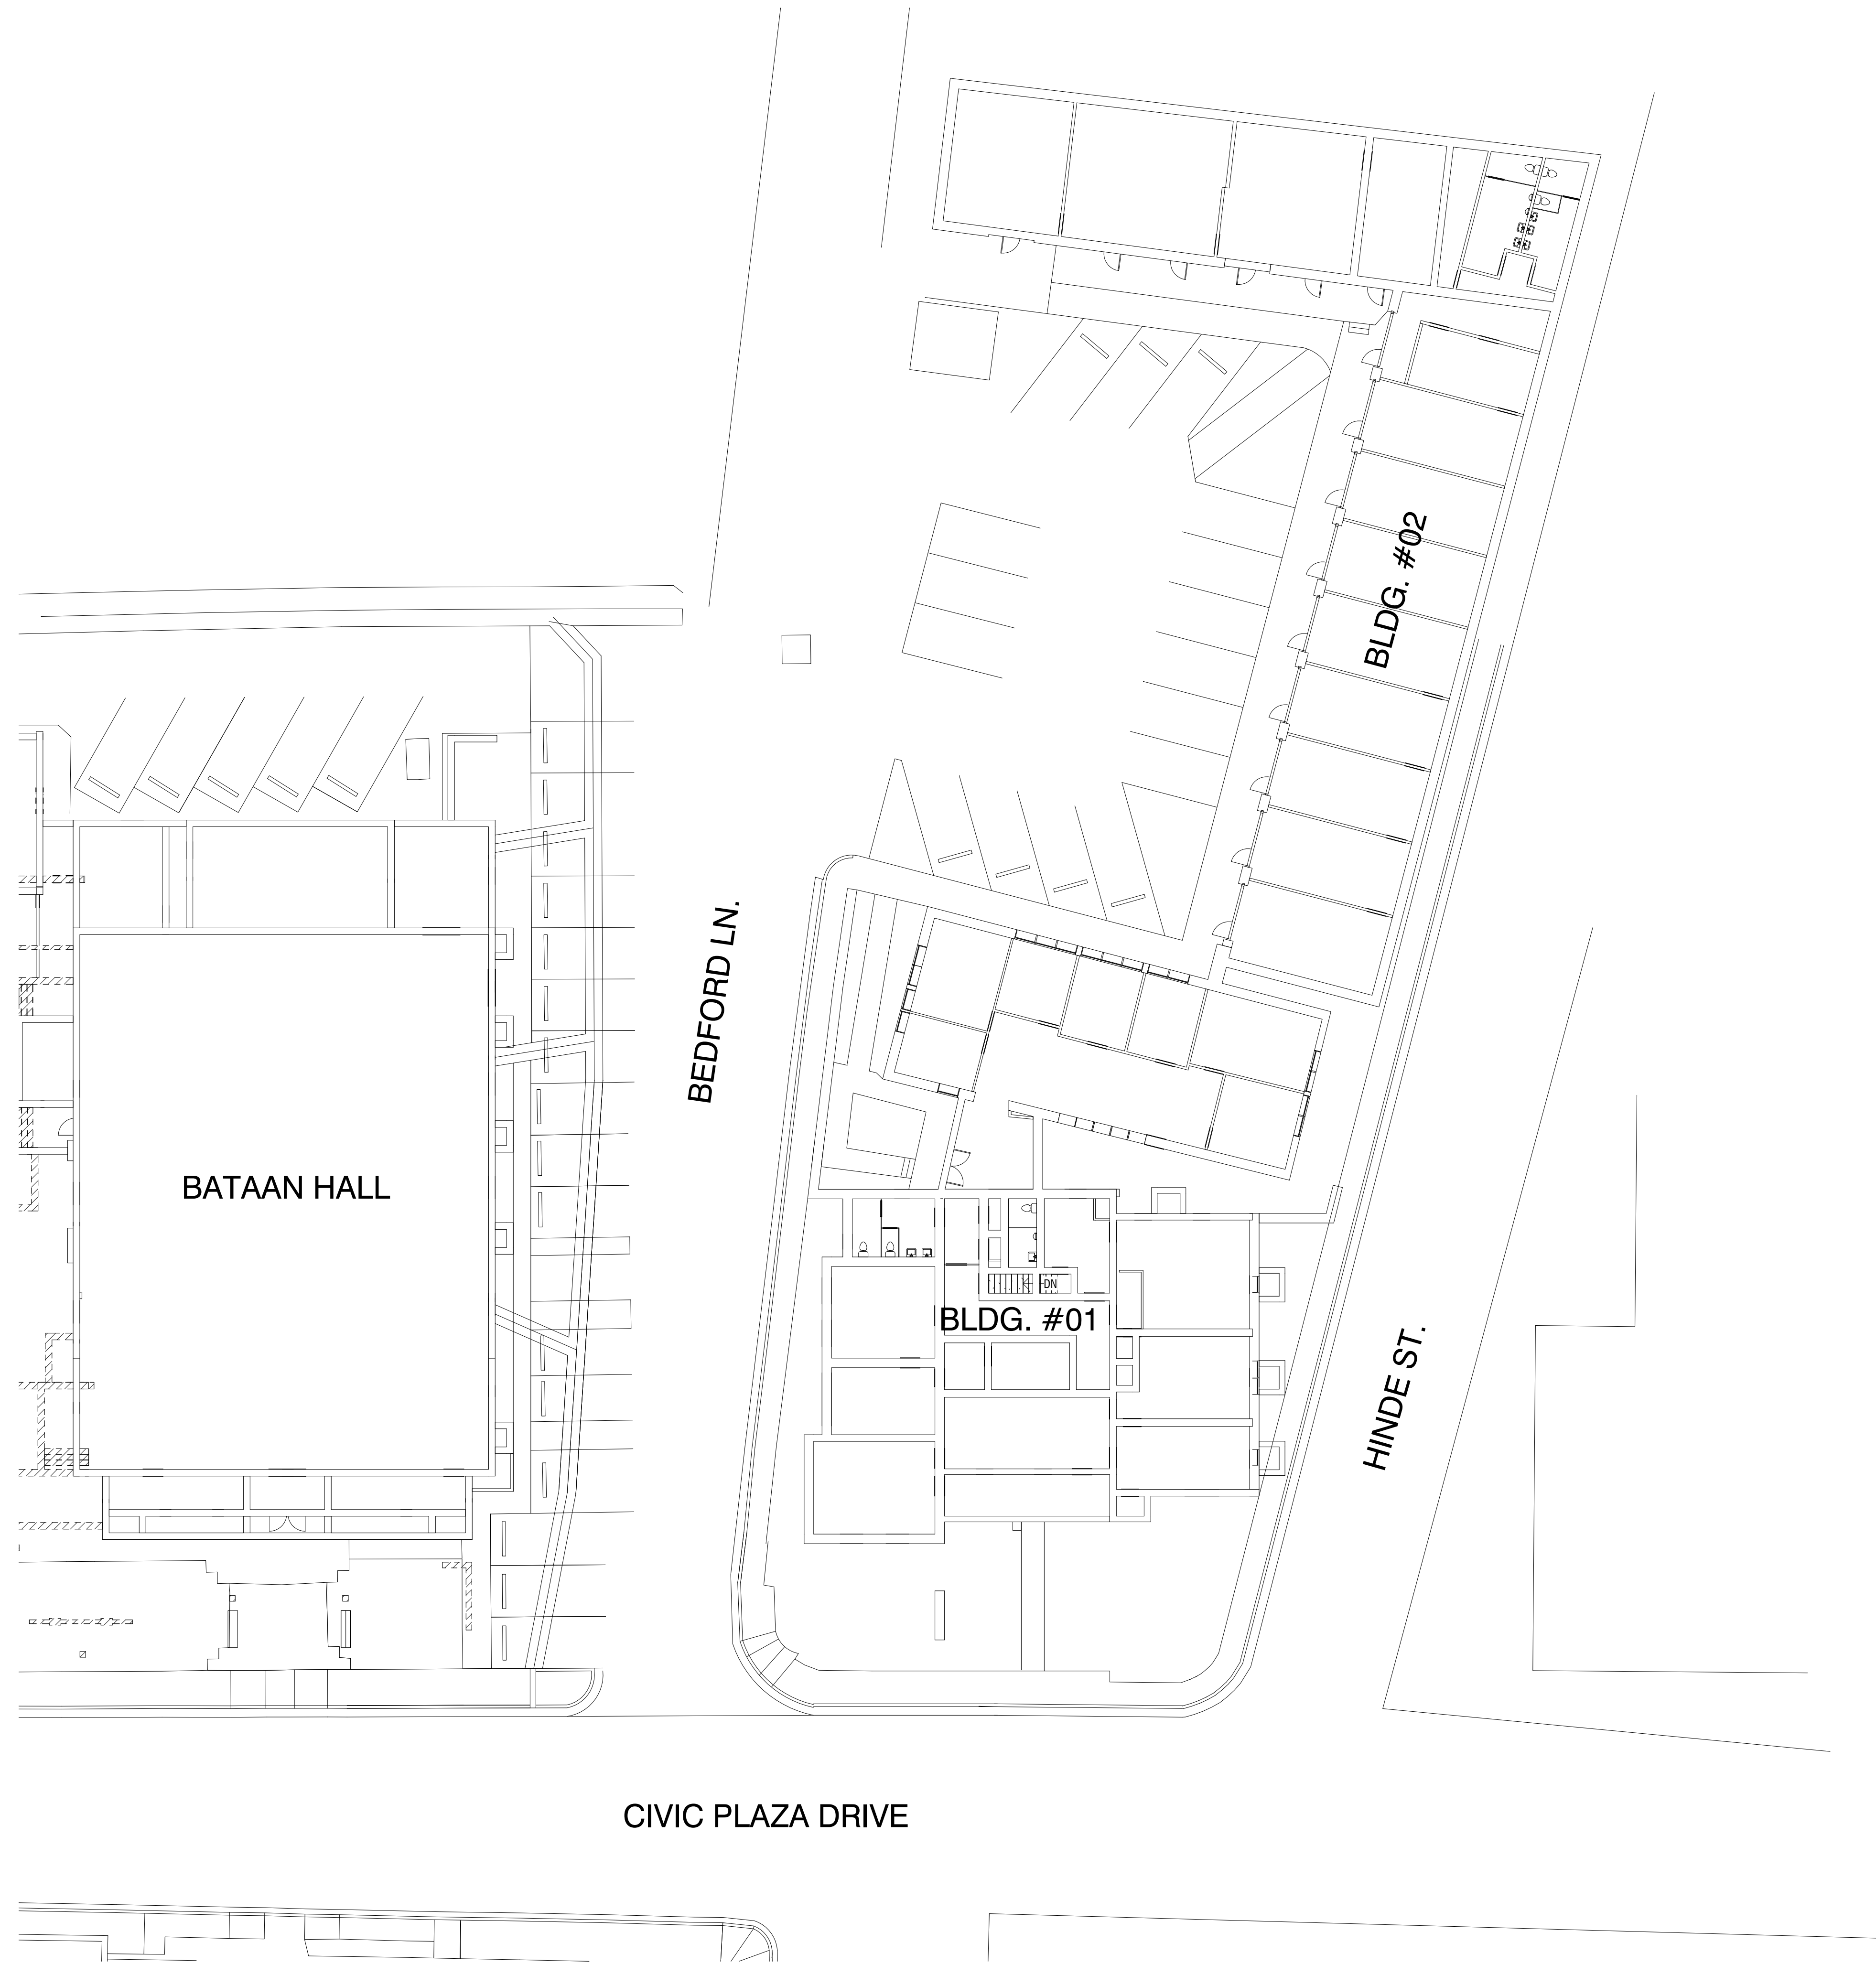 BLDG. #02
BEDFORD LN.
BATAAN HALL
DN
BLDG. #01
HINDE ST.
CIVIC PLAZA DRIVE